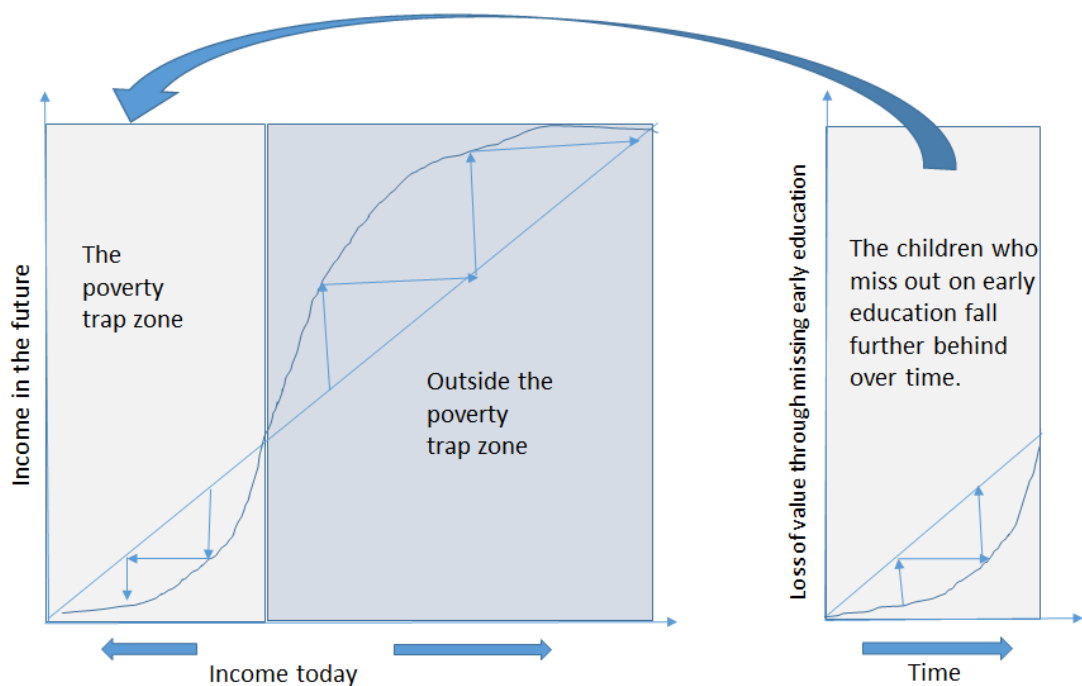 Income in the future
The
poverty
trap zone
Outside the
poverty
trap zone
Income today
Loss of value through missing early education
The children who
miss out on early
education fall
further behind
over time.
Time